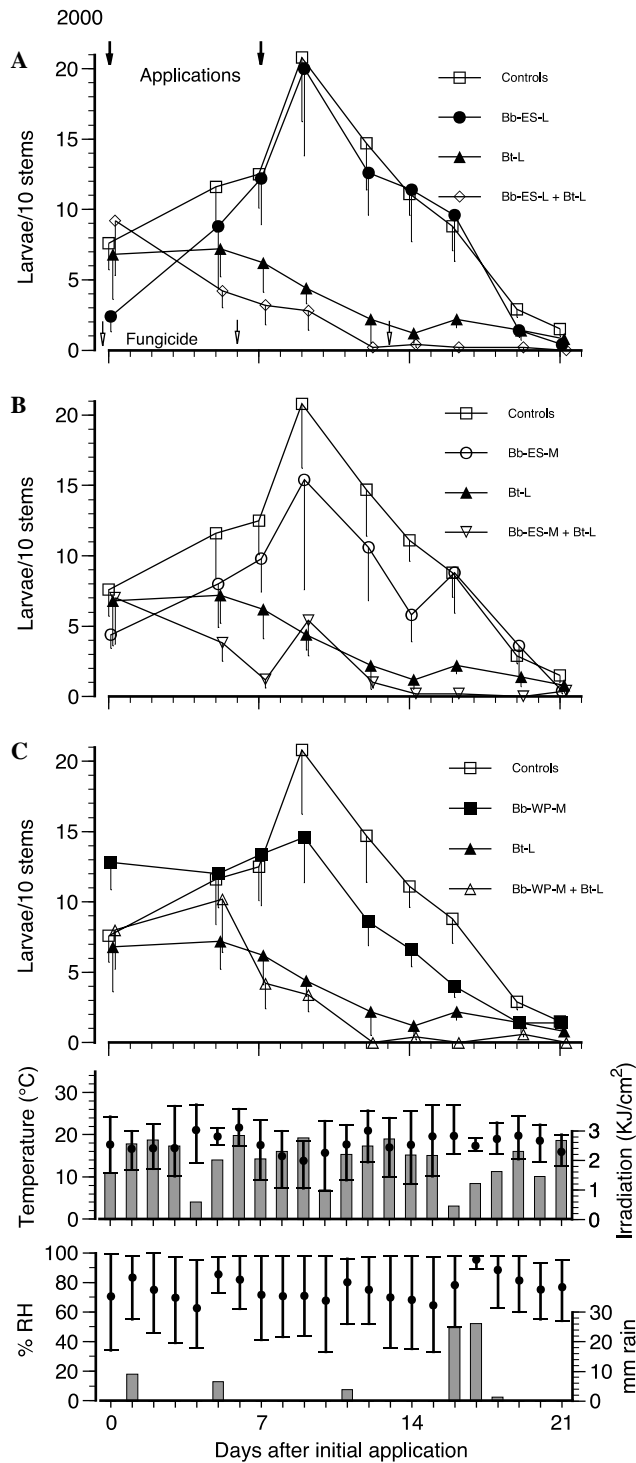 2000
A
Applications
Controls
Bb-ES-L
Bt-L
Bb-ES-L + Bt-L
Larvae/10 stems
20
15
10
5
0
Fungicide
B
Controls
Bb-ES-M
Bt-L
Bb-ES-M + Bt-L
Larvae/10 stems
20
15
10
5
0
C
Controls
Bb-WP-M
Bt-L
Bb-WP-M + Bt-L
Larvae/10 stems
20
15
10
5
0
Temperature (°C)
30
20
10
0
3
2
1
0
Irradiation (KJ/cm²)
% RH
100
80
60
40
20
0
30
20
10
0
mm rain
0 7 14 21
Days after initial application